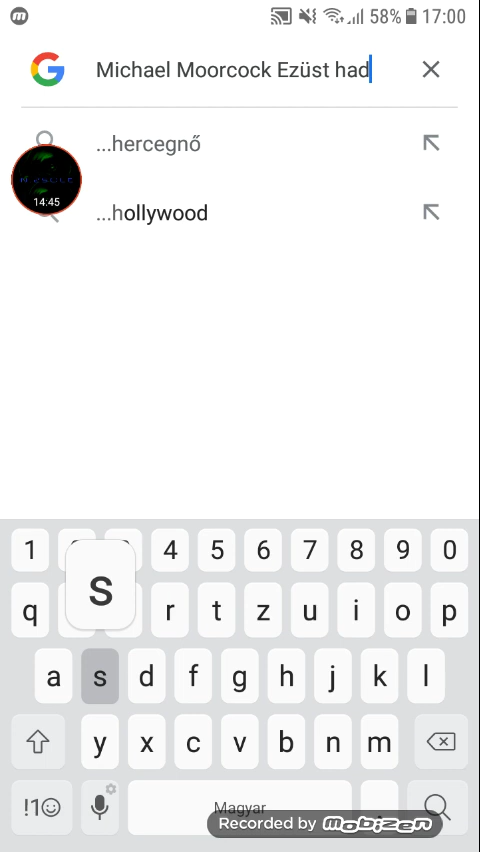 58% 17:00
Michael Moorcock Ezüst had
...hercegnő
14:45
...hollywood
1 4 5 6 7 8 9 0
s
q r t z u i o p
a s d f g h j k l
y x c v b n m
!1☺ Magyar
Recorded by mobizen